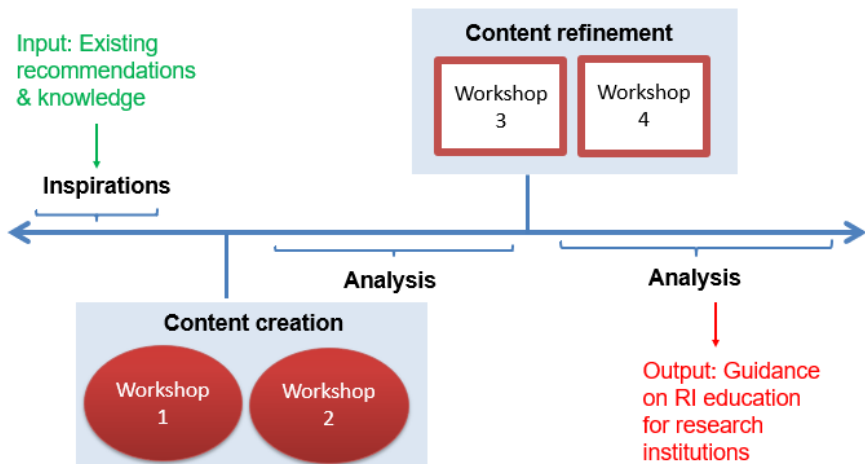 Input: Existing
recommendations
& knowledge
Inspirations
Content refinement
Workshop
3
Workshop
4
Analysis
Analysis
Content creation
Workshop
1
Workshop
2
Output: Guidance
on RI education
for research
institutions